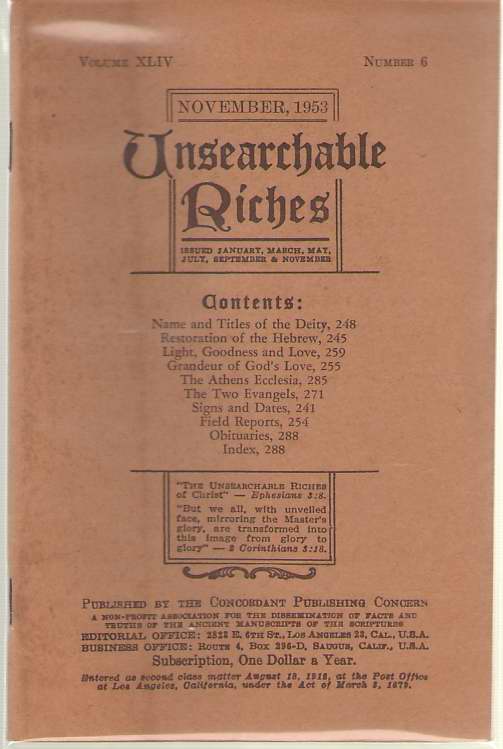 VOLUME XLIV NUMBER 6
NOVEMBER, 1953
Unsearchable
Riches
ISSUED JANUARY, MARCH, MAY,
JULY, SEPTEMBER & NOVEMBER
Contents:
Name and Titles of the Deity, 248
Restoration of the Hebrew, 245
Light, Goodness and Love, 259
Grandeur of God's Love, 255
The Athens Ecclesia, 285
The Two Evangels, 271
Signs and Dates, 241
Field Reports, 254
Obituaries, 288
Index, 288
"THE UNSEARCHABLE RICHES
of Christ" — Ephesians 3:8.
"But we all, with unveiled
face, mirroring the Master's
glory, are transformed into
this image from glory to
glory" — 2 Corinthians 3:18.
PUBLISHED BY THE CONCORDANT PUBLISHING CONCERN
A NON-PROFIT ASSOCIATION FOR THE DISSEMINATION OF FACTS AND
TRUTHS OF THE ANCIENT MANUSCRIPTS OF THE SCRIPTURES
EDITORIAL OFFICE: 2823 E. 6TH ST., LOS ANGELES 23, CAL., U.S.A.
BUSINESS OFFICE: ROUTE 4, BOX 296-D, SAUGUS, CALIF., U.S.A.
Subscription, One Dollar a Year.
Entered as second class matter August 18, 1918, at the Post Office
at Los Angeles, California, under the Act of March 3, 1879.